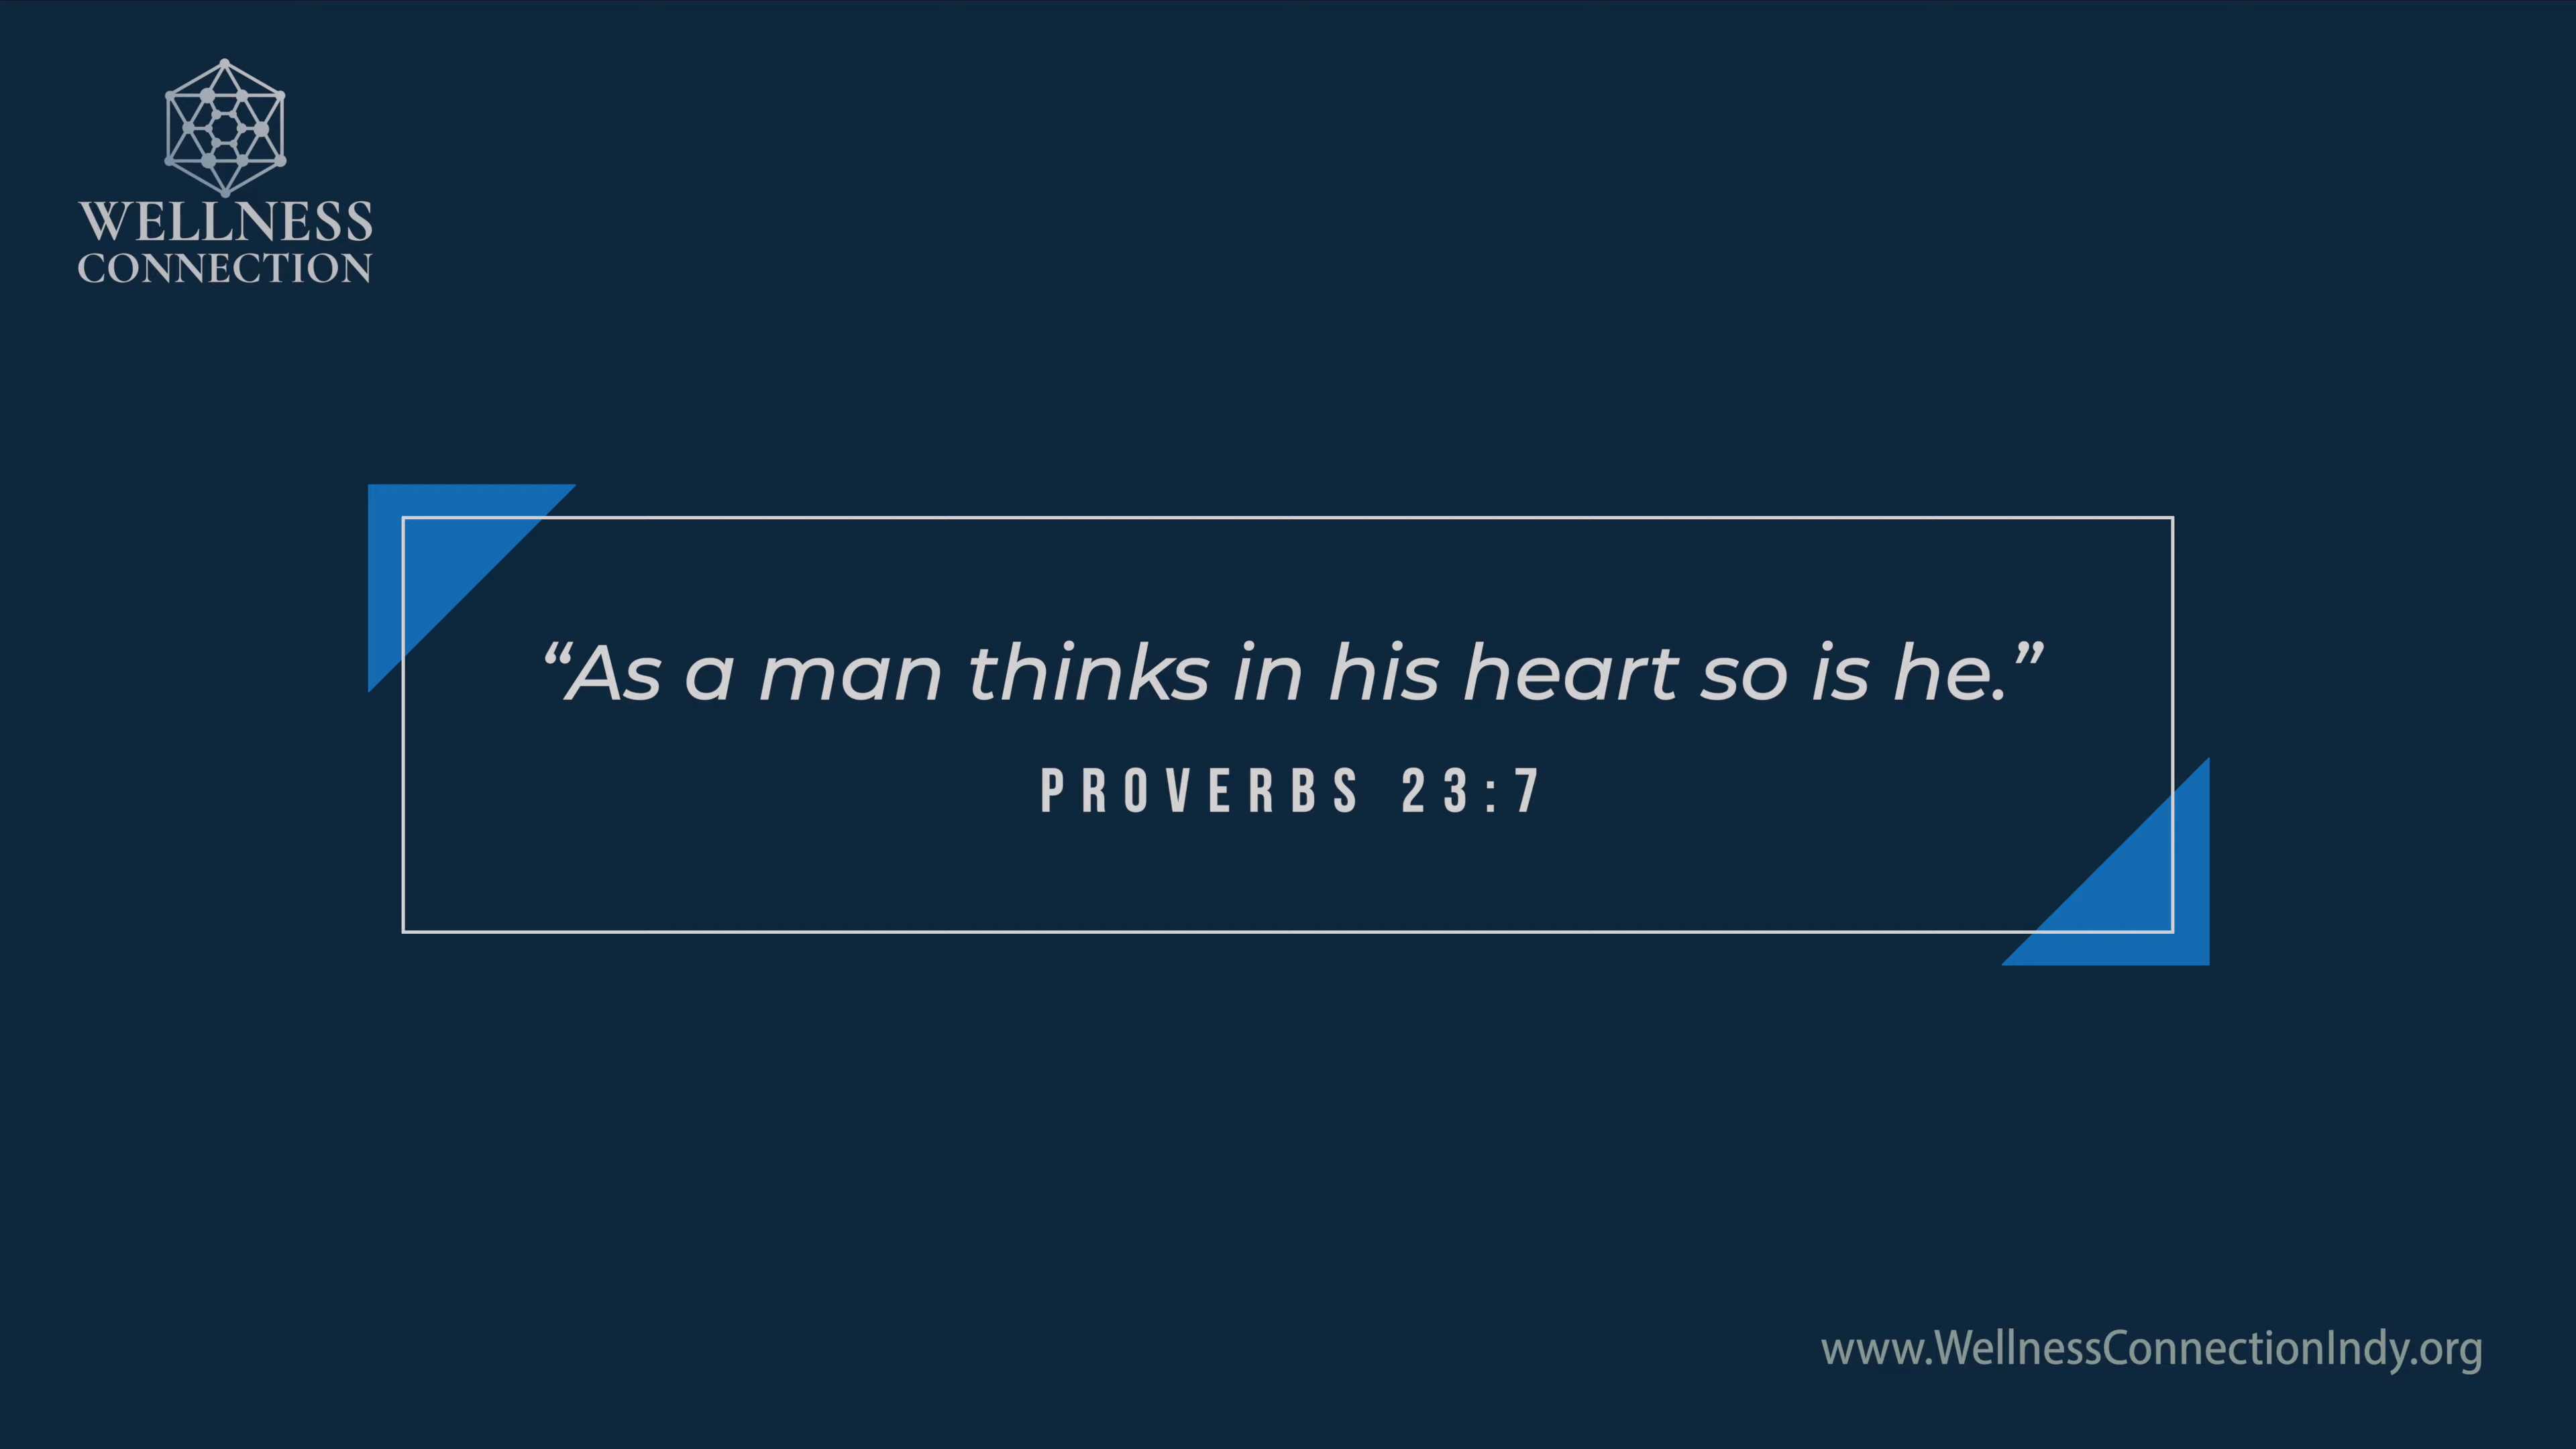 WELLNESS
CONNECTION
“As a man thinks in his heart so is he.”
PROVERBS 23:7
www.WellnessConnectionIndy.org